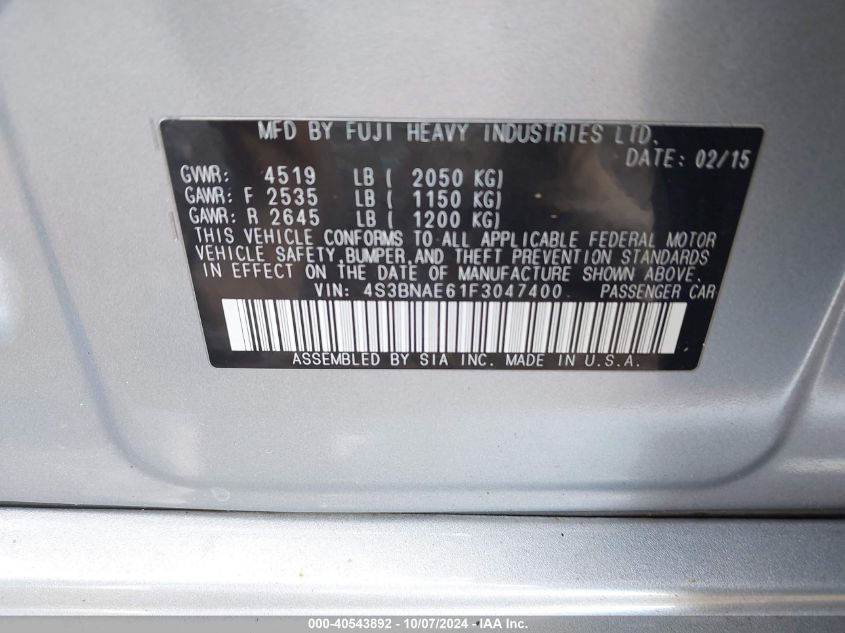 MFD BY FUJI HEAVY INDUSTRIES LTD.
DATE: 02/15
GVWR: 4519 LB ( 2050 KG)
GAWR: F 2535 LB ( 1150 KG)
GAWR: R 2645 LB ( 1200 KG)
THIS VEHICLE CONFORMS TO ALL APPLICABLE FEDERAL MOTOR
VEHICLE SAFETY,BUMPER,AND THEFT PREVENTION STANDARDS
IN EFFECT ON THE DATE OF MANUFACTURE SHOWN ABOVE.
VIN: 4S3BNAE61F3047400 PASSENGER CAR
ASSEMBLED BY SIA INC. MADE IN U.S.A.
000-40543892 - 10/07/2024 - IAA Inc.